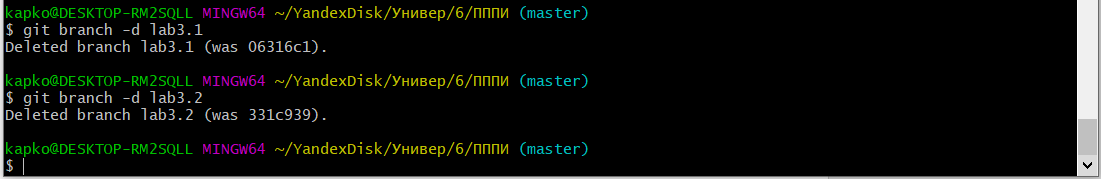 kapko@DESKTOP-RM2SQLL MINGW64 ~/YandexDisk/Универ/6/ПППИ (master)
$ git branch -d lab3.1
Deleted branch lab3.1 (was 06316c1).
kapko@DESKTOP-RM2SQLL MINGW64 ~/YandexDisk/Универ/6/ПППИ (master)
$ git branch -d lab3.2
Deleted branch lab3.2 (was 331c939).
kapko@DESKTOP-RM2SQLL MINGW64 ~/YandexDisk/Универ/6/ПППИ (master)
$